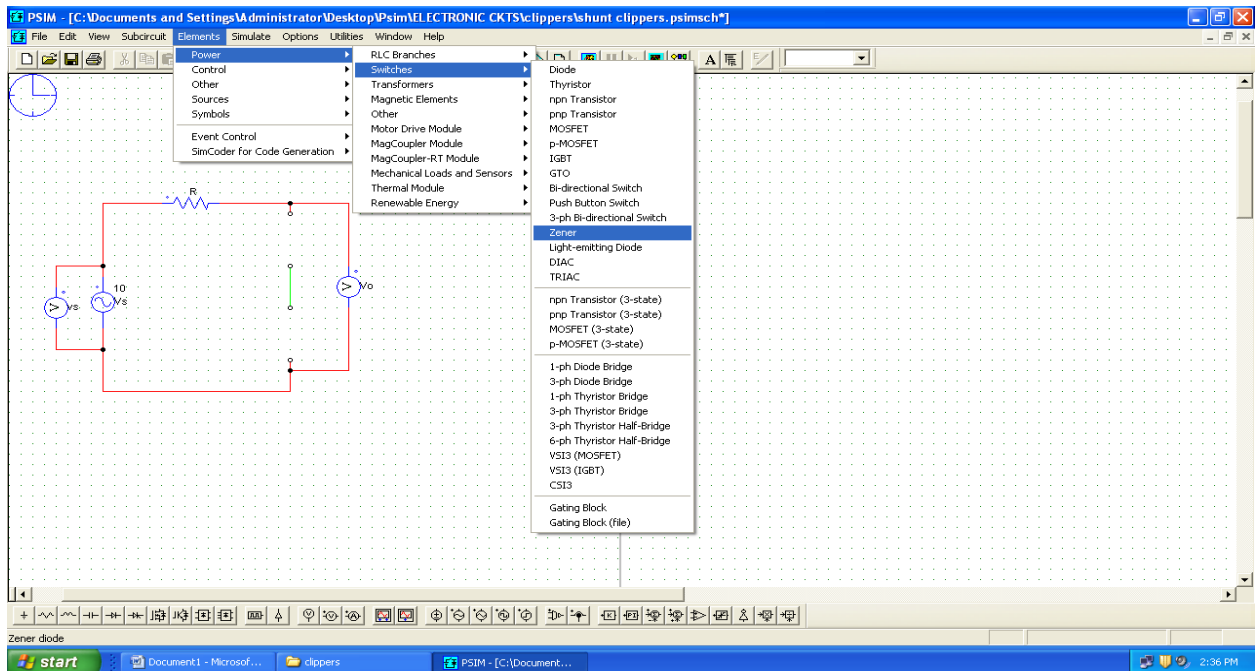 PSIM - [C:\Documents and Settings\Administrator\Desktop\Psim\ELECTRONIC CKTS\clippers\shunt clippers.psimsch*]
File Edit View Subcircuit Elements Simulate Options Utilities Window Help
Power
Control
Other
Sources
Symbols
Event Control
SimCoder for Code Generation
RLC Branches
Switches
Transformers
Magnetic Elements
Other
Motor Drive Module
MagCoupler Module
MagCoupler-RT Module
Mechanical Loads and Sensors
Thermal Module
Renewable Energy
Diode
Thyristor
npn Transistor
pnp Transistor
MOSFET
p-MOSFET
IGBT
GTO
Bi-directional Switch
Push Button Switch
3-ph Bi-directional Switch
Zener
Light-emitting Diode
DIAC
TRIAC
npn Transistor (3-state)
pnp Transistor (3-state)
MOSFET (3-state)
p-MOSFET (3-state)
1-ph Diode Bridge
3-ph Diode Bridge
1-ph Thyristor Bridge
3-ph Thyristor Bridge
3-ph Thyristor Half-Bridge
6-ph Thyristor Half-Bridge
VSI3 (MOSFET)
VSI3 (IGBT)
CSI3
Gating Block
Gating Block (file)
R
10
V vs
Vs
V Vo
Zener diode
start Document1 - Microsof... clippers PSIM - [C:\Document... 2:36 PM